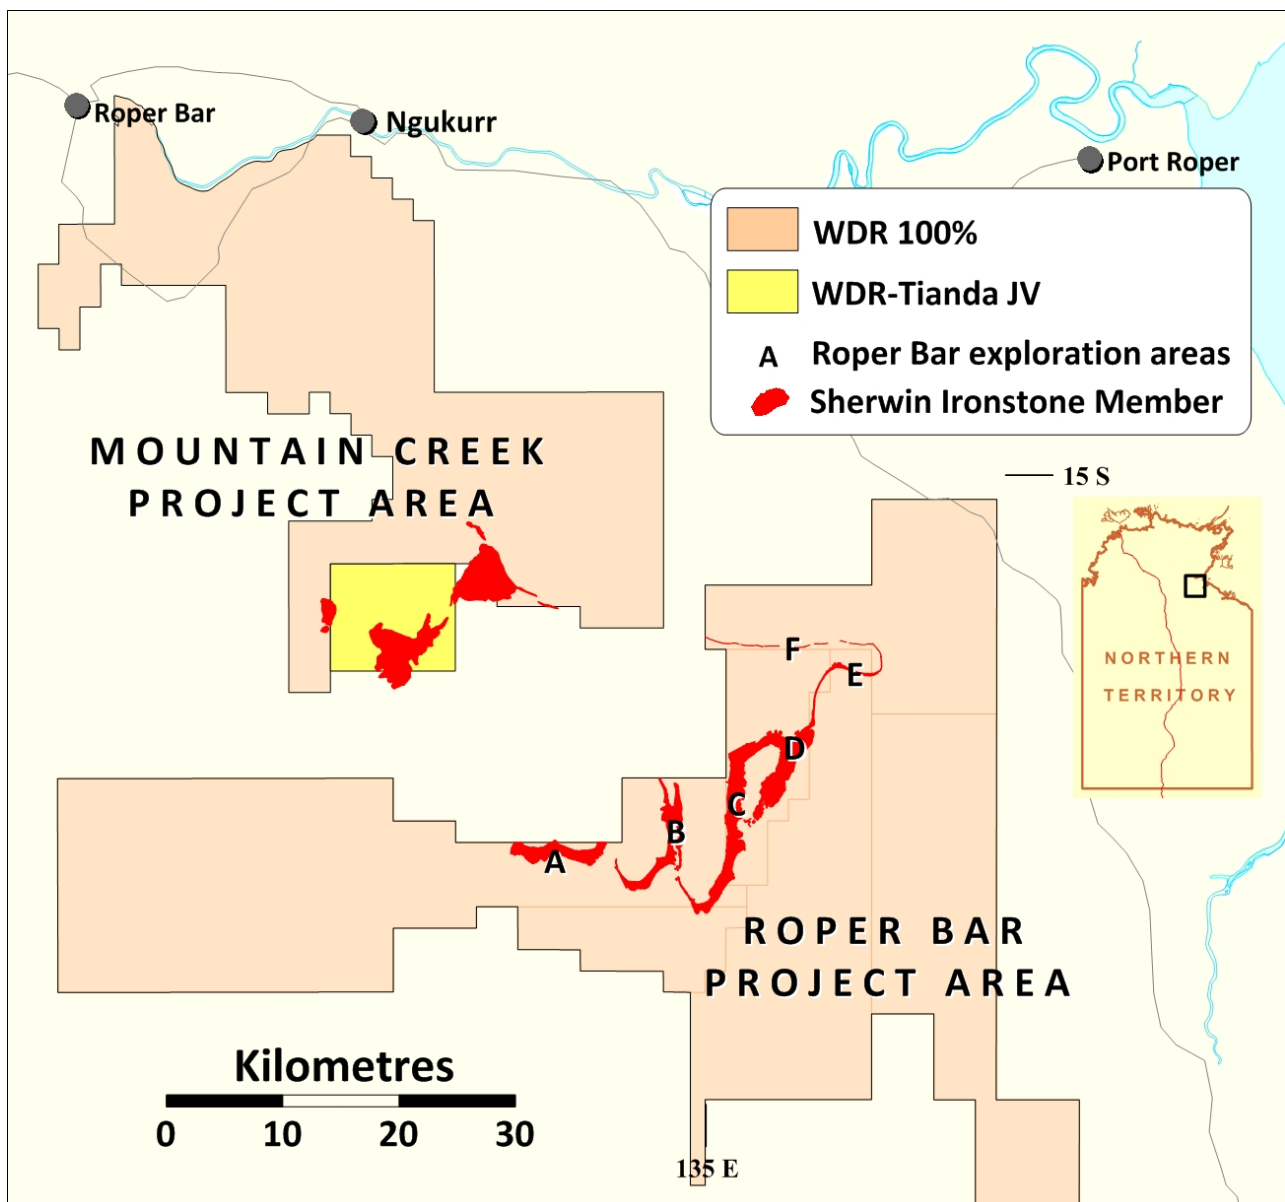 Roper Bar
Ngukurr
Port Roper
WDR 100%
WDR-Tianda JV
A Roper Bar exploration areas
Sherwin Ironstone Member
MOUNTAIN CREEK
PROJECT AREA
15 S
NORTHERN
TERRITORY
F
E
D
C
B
A
ROPER BAR
PROJECT AREA
Kilometres
0 10 20 30
135 E